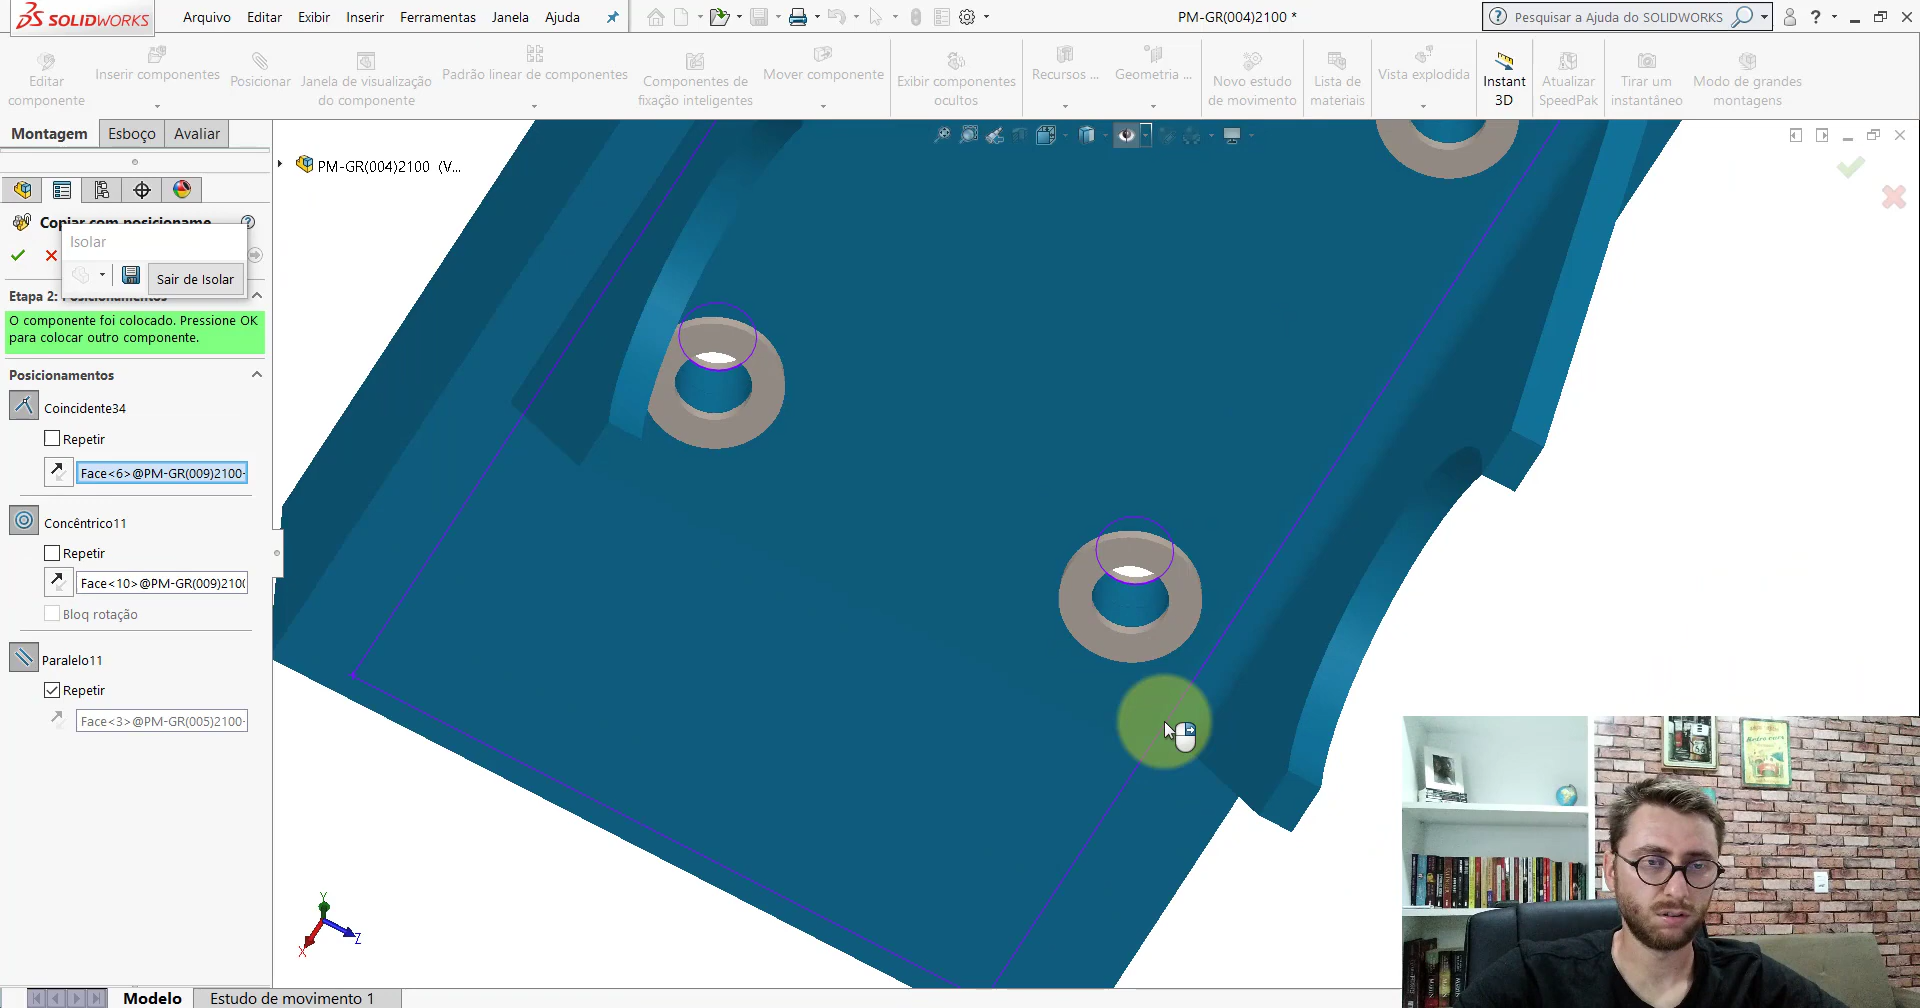 SOLIDWORKS
Arquivo Editar Exibir Inserir Ferramentas Janela Ajuda
PM-GR(004)2100 *
Pesquisar a Ajuda do SOLIDWORKS
Editar componente
Inserir componentes
Posicionar
Janela de visualização do componente
Padrão linear de componentes
Componentes de fixação inteligentes
Mover componente
Exibir componentes ocultos
Recursos ...
Geometria ...
Novo estudo de movimento
Lista de materiais
Vista explodida
Instant 3D
Atualizar SpeedPak
Tirar um instantâneo
Modo de grandes montagens
Montagem Esboço Avaliar
PM-GR(004)2100 (V...
Copiar com posicioname
Isolar
Sair de Isolar
Etapa 2: Posicionamentos
O componente foi colocado. Pressione OK
para colocar outro componente.
Posicionamentos
Coincidente34
Repetir
Face<6>@PM-GR(009)2100-
Concêntrico11
Repetir
Face<10>@PM-GR(009)210(
Bloq rotação
Paralelo11
Repetir
Face<3>@PM-GR(005)2100-
Y
Z
X
Modelo Estudo de movimento 1